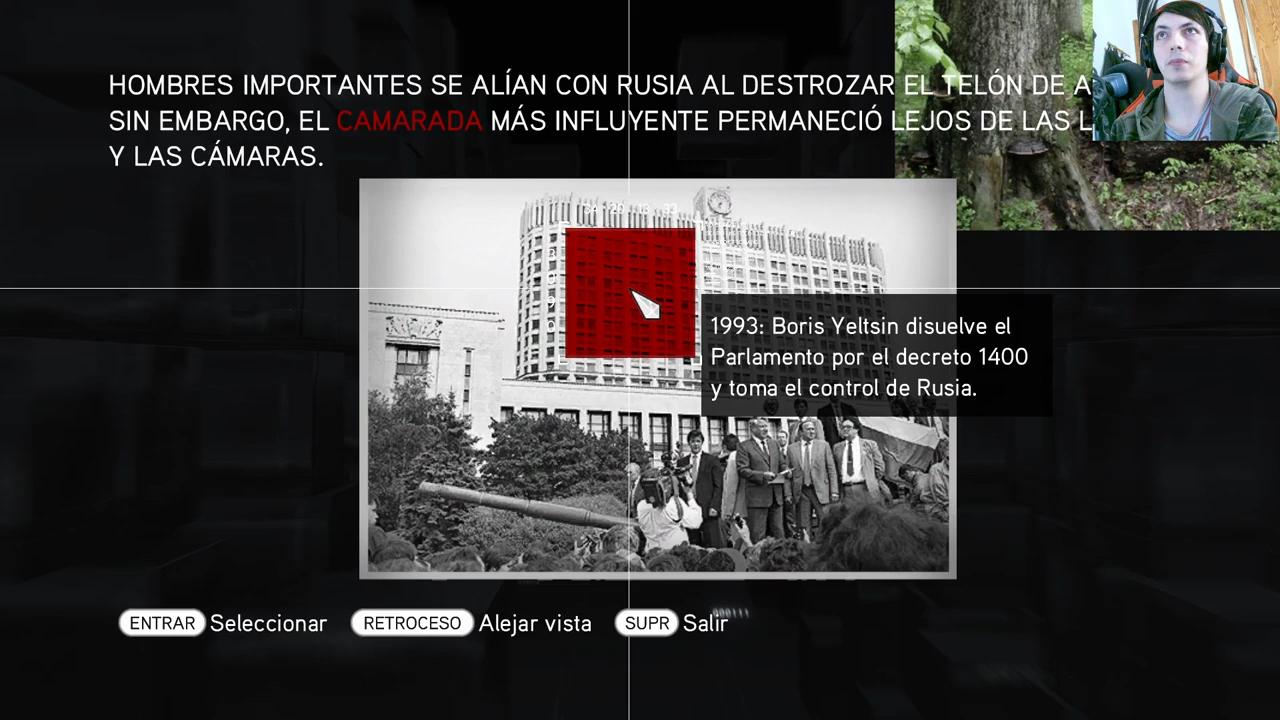 HOMBRES IMPORTANTES SE ALÍAN CON RUSIA AL DESTROZAR EL TELÓN DE A
SIN EMBARGO, EL CAMARADA MÁS INFLUYENTE PERMANECIÓ LEJOS DE LAS L
Y LAS CÁMARAS.
1993: Boris Yeltsin disuelve el
Parlamento por el decreto 1400
y toma el control de Rusia.
ENTRAR Seleccionar RETROCESO Alejar vista SUPR Salir